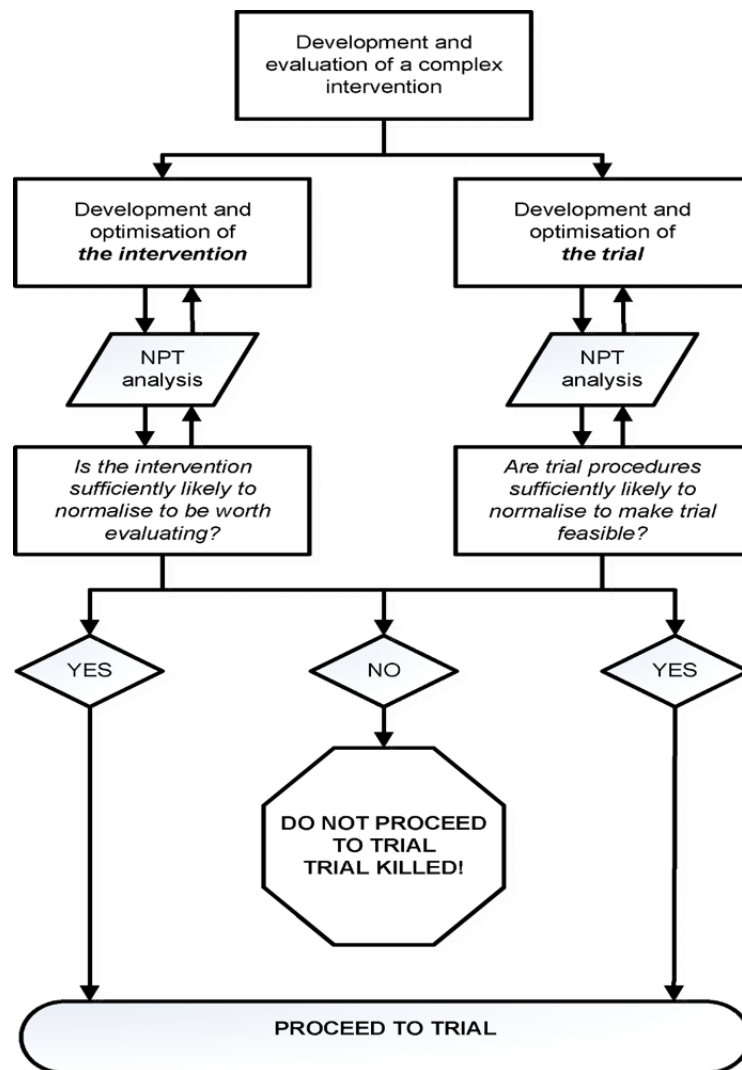 Development and
evaluation of a complex
intervention
Development and
optimisation of
the intervention
Development and
optimisation of
the trial
NPT
analysis
NPT
analysis
Is the intervention
sufficiently likely to
normalise to be worth
evaluating?
Are trial procedures
sufficiently likely to
normalise to make trial
feasible?
YES
NO
YES
DO NOT PROCEED
TO TRIAL
TRIAL KILLED!
PROCEED TO TRIAL